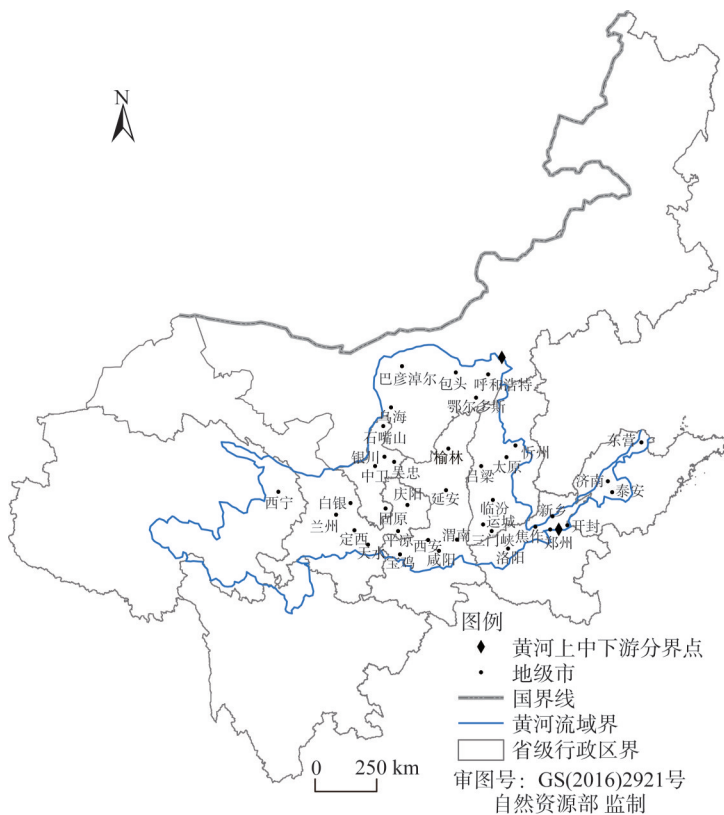 N
巴彦淖尔
包头
呼和浩特
鄂尔多斯
乌海
石嘴山
银川
吴忠
中卫
榆林
忻州
太原
吕梁
东营
济南
泰安
西宁
白银
兰州
庆阳
延安
固原
临汾
运城
新乡
定西
平凉
西安
渭南
三门峡
焦作
郑州
开封
天水
宝鸡
咸阳
洛阳
图例
黄河上中下游分界点
地级市
国界线
黄河流域界
省级行政区界
0 250 km
审图号：GS(2016)2921号
自然资源部 监制